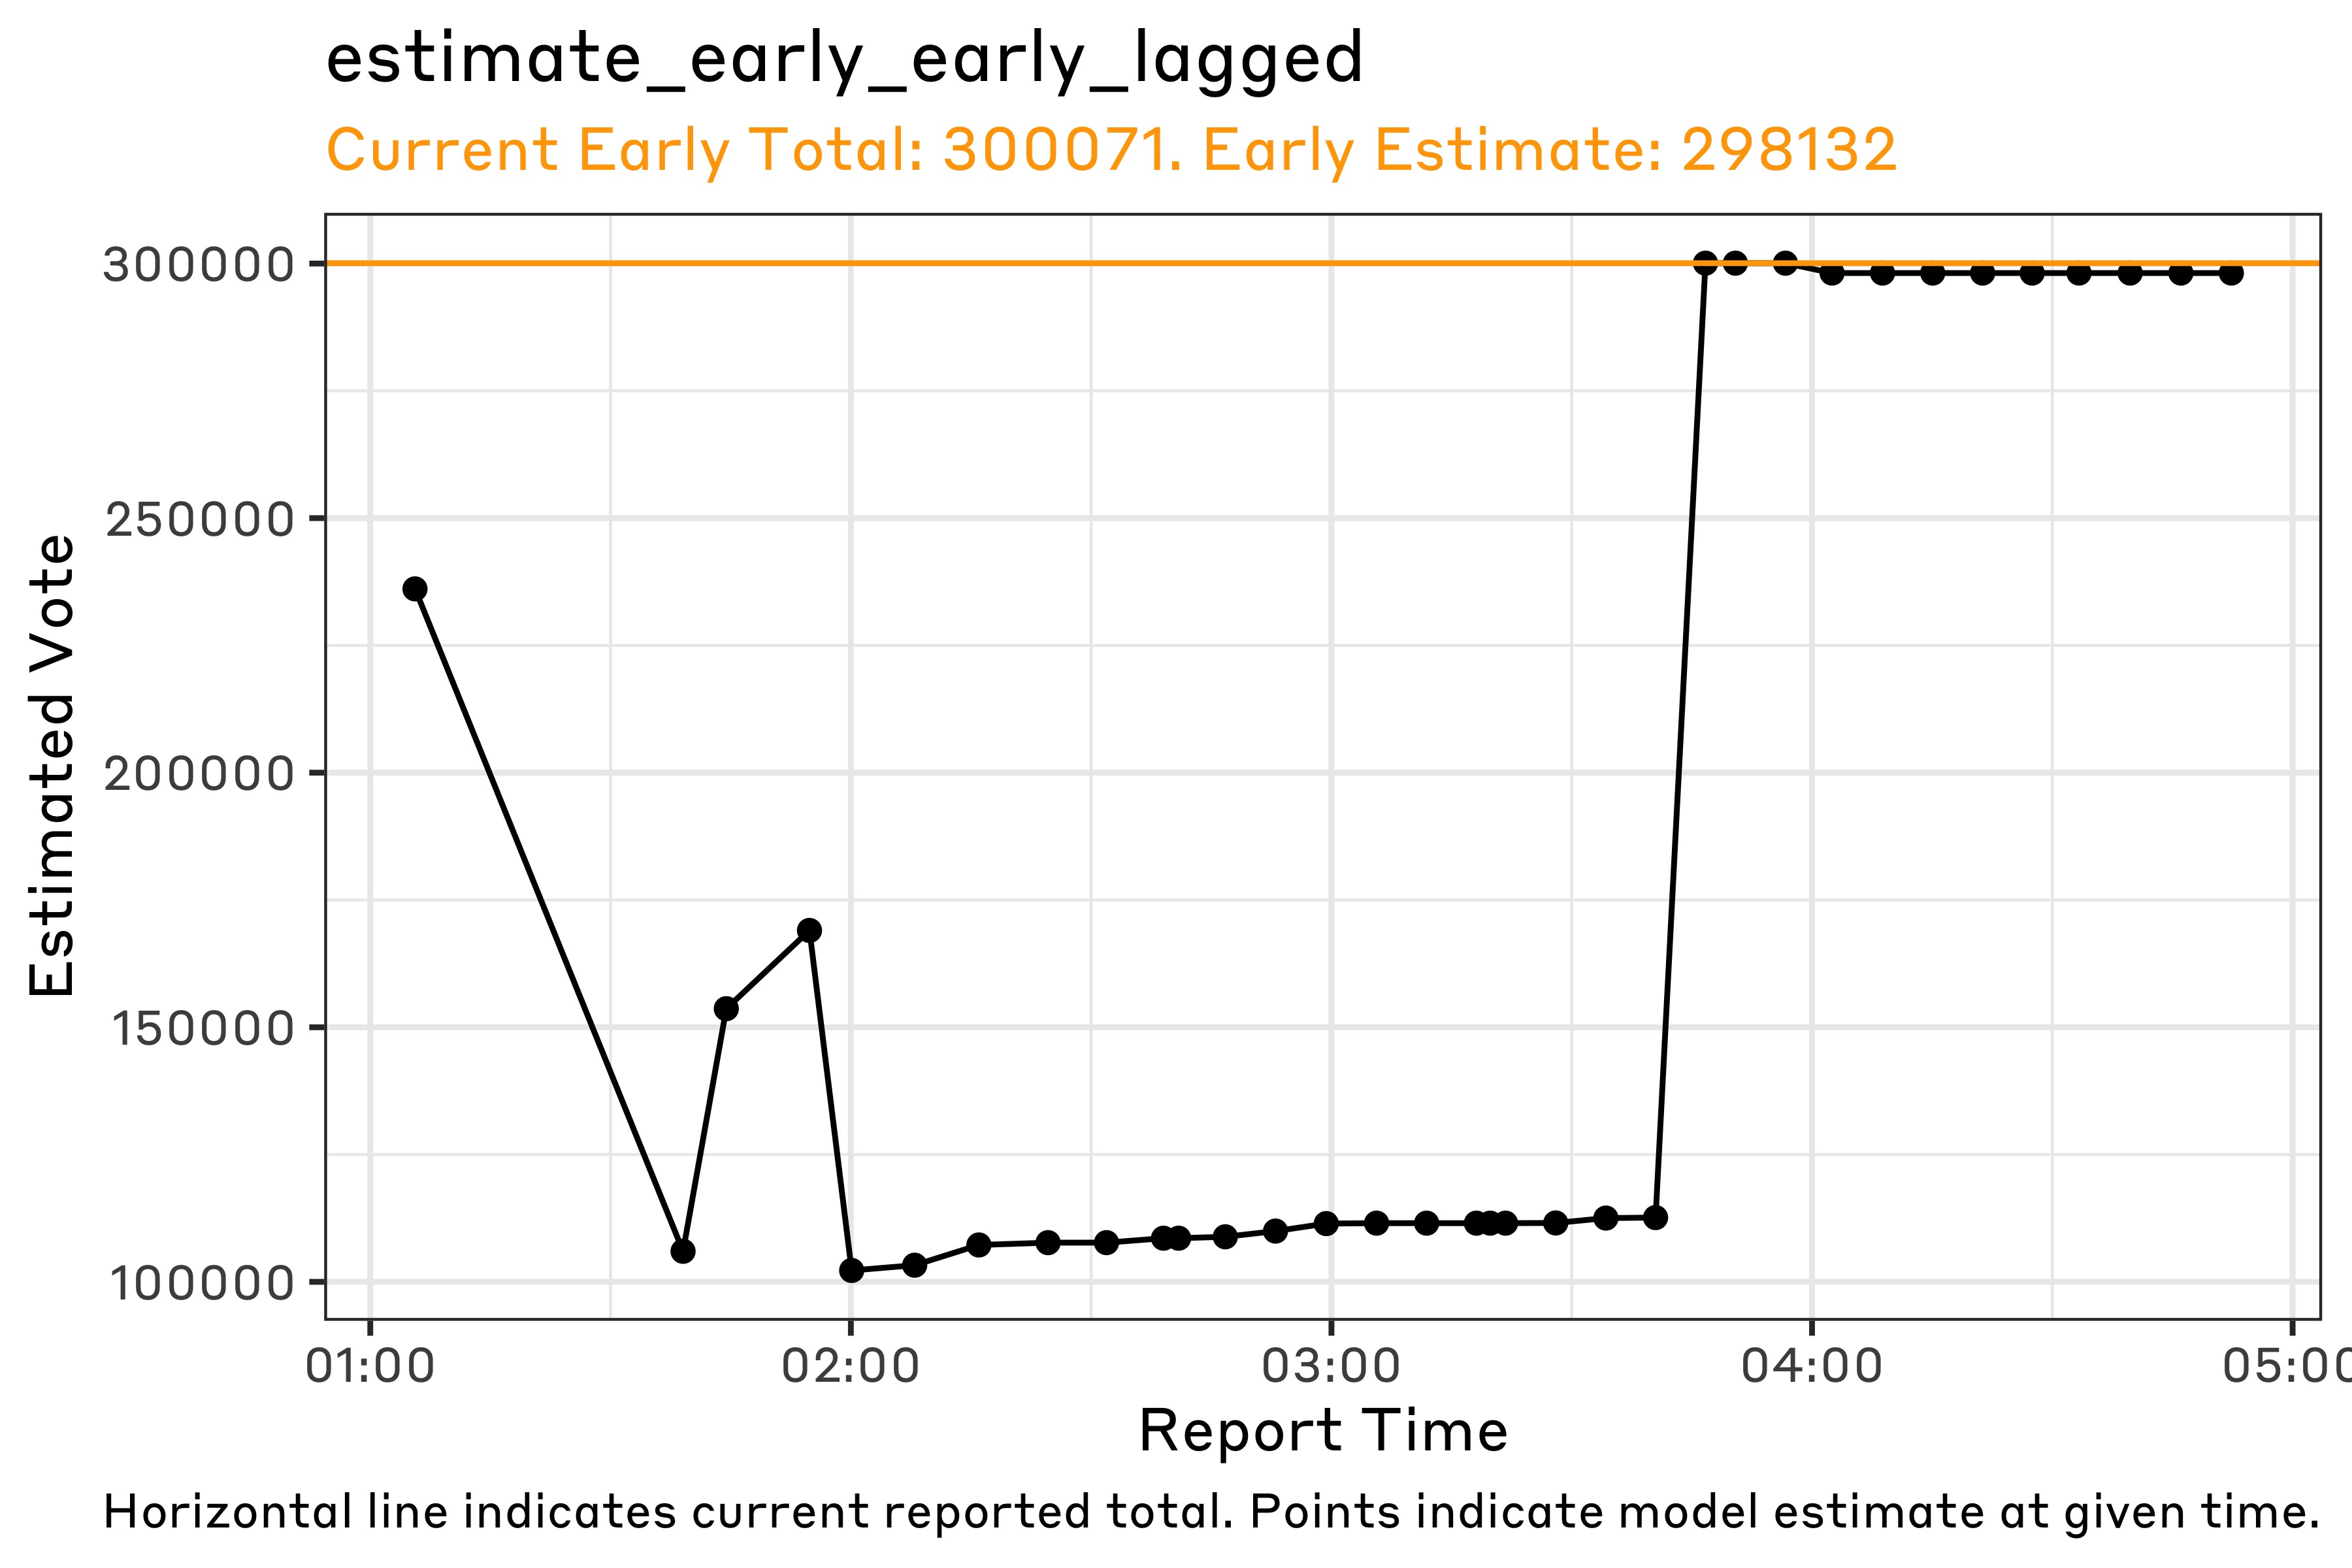 estimate_early_early_lagged
Current Early Total: 300071. Early Estimate: 298132
Estimated Vote
300000
250000
200000
150000
100000
01:00 02:00 03:00 04:00 05:00
Report Time
Horizontal line indicates current reported total. Points indicate model estimate at given time.